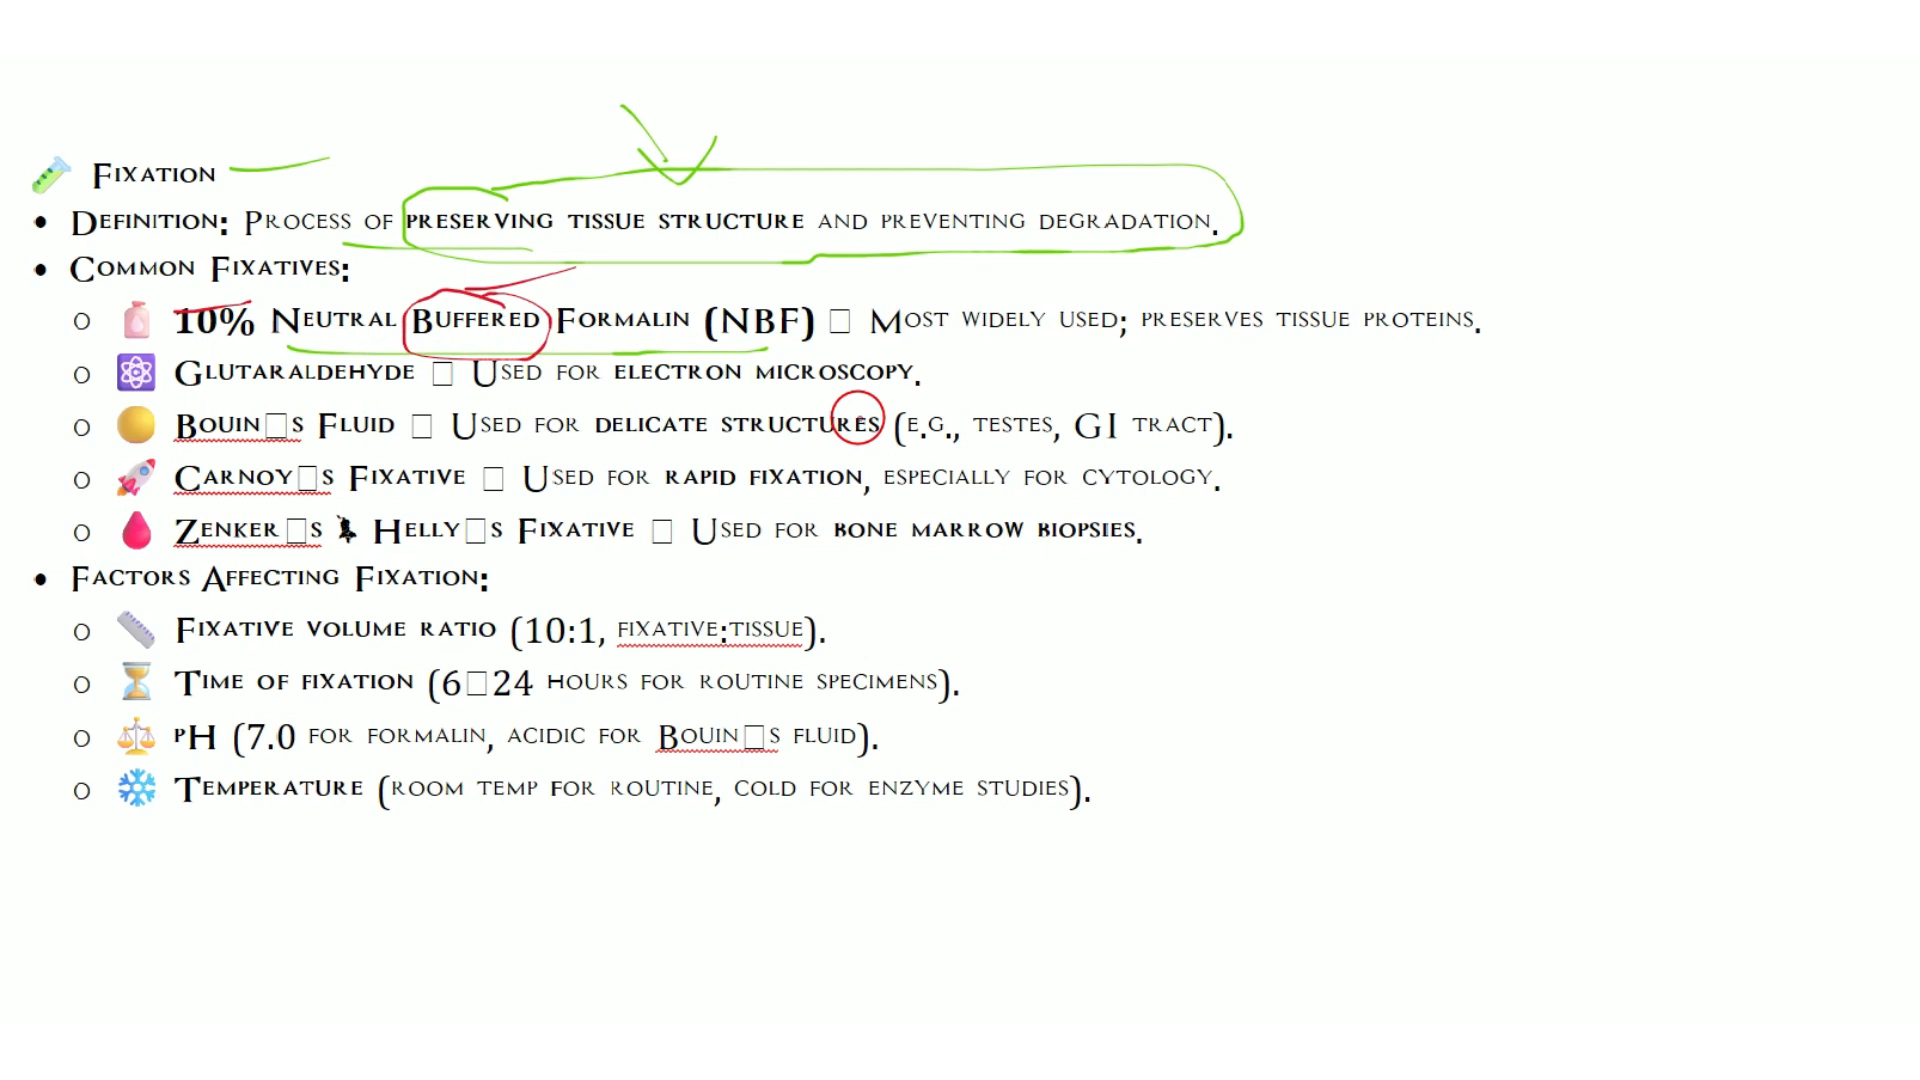 Fixation
• Definition: Process of preserving tissue structure and preventing degradation.
• Common Fixatives:
o 10% Neutral Buffered Formalin (NBF) □ Most widely used; preserves tissue proteins.
o Glutaraldehyde □ Used for electron microscopy.
o Bouin□s Fluid □ Used for delicate structures (e.g., testes, GI tract).
o Carnoy□s Fixative □ Used for rapid fixation, especially for cytology.
o Zenker□s Helly□s Fixative □ Used for bone marrow biopsies.
• Factors Affecting Fixation:
o Fixative volume ratio (10:1, fixative:tissue).
o Time of fixation (6□24 hours for routine specimens).
o pH (7.0 for formalin, acidic for Bouin□s fluid).
o Temperature (room temp for routine, cold for enzyme studies).